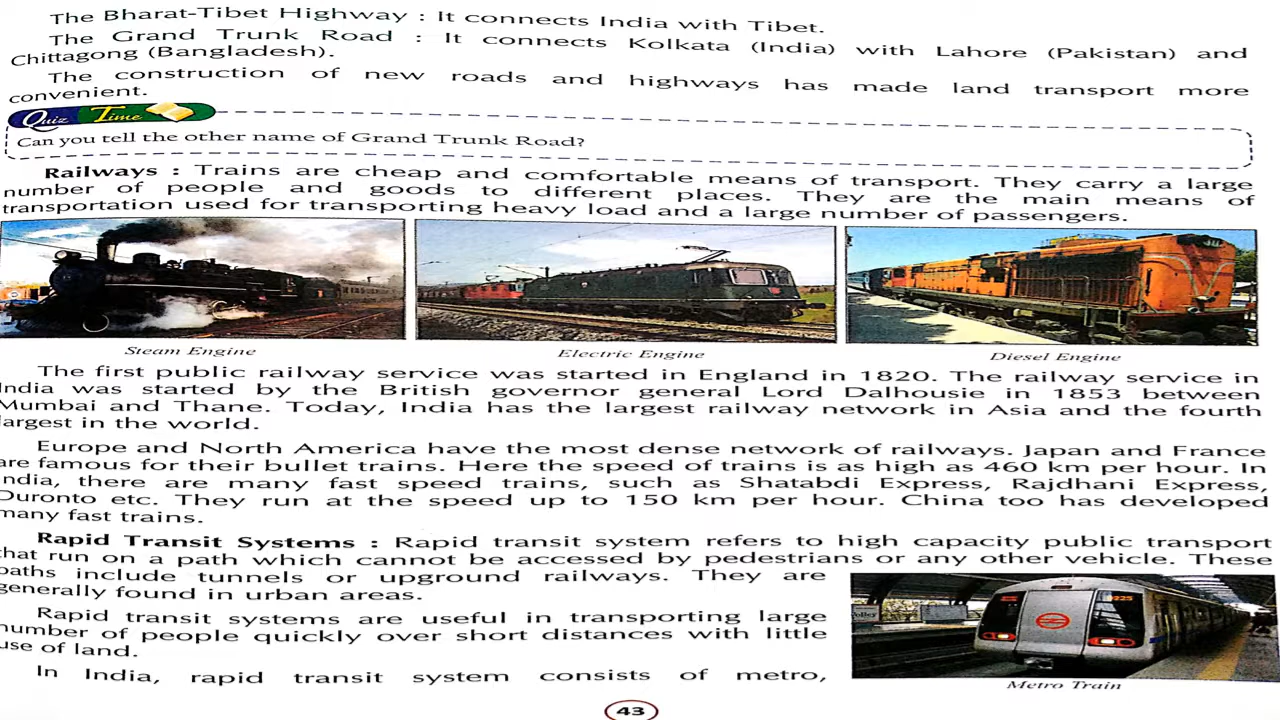 The Bharat-Tibet Highway : It connects India with Tibet.
The Grand Trunk Road : It connects Kolkata (India) with Lahore (Pakistan) and
Chittagong (Bangladesh).
The construction of new roads and highways has made land transport more
convenient.
Quiz Time
Can you tell the other name of Grand Trunk Road?
Railways : Trains are cheap and comfortable means of transport. They carry a large
number of people and goods to different places. They are the main means of
transportation used for transporting heavy load and a large number of passengers.
Steam Engine
Electric Engine
Diesel Engine
The first public railway service was started in England in 1820. The railway service in
India was started by the British governor general Lord Dalhousie in 1853 between
Mumbai and Thane. Today, India has the largest railway network in Asia and the fourth
largest in the world.
Europe and North America have the most dense network of railways. Japan and France
are famous for their bullet trains. Here the speed of trains is as high as 460 km per hour. In
India, there are many fast speed trains, such as Shatabdi Express, Rajdhani Express,
Duronto etc. They run at the speed up to 150 km per hour. China too has developed
many fast trains.
Rapid Transit Systems : Rapid transit system refers to high capacity public transport
that run on a path which cannot be accessed by pedestrians or any other vehicle. These
paths include tunnels or upground railways. They are
generally found in urban areas.
Rapid transit systems are useful in transporting large
number of people quickly over short distances with little
use of land.
In India, rapid transit system consists of metro,
Metro Train
43